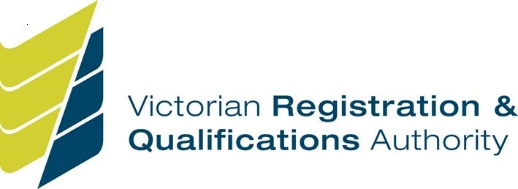 Victorian Registration &
Qualifications Authority